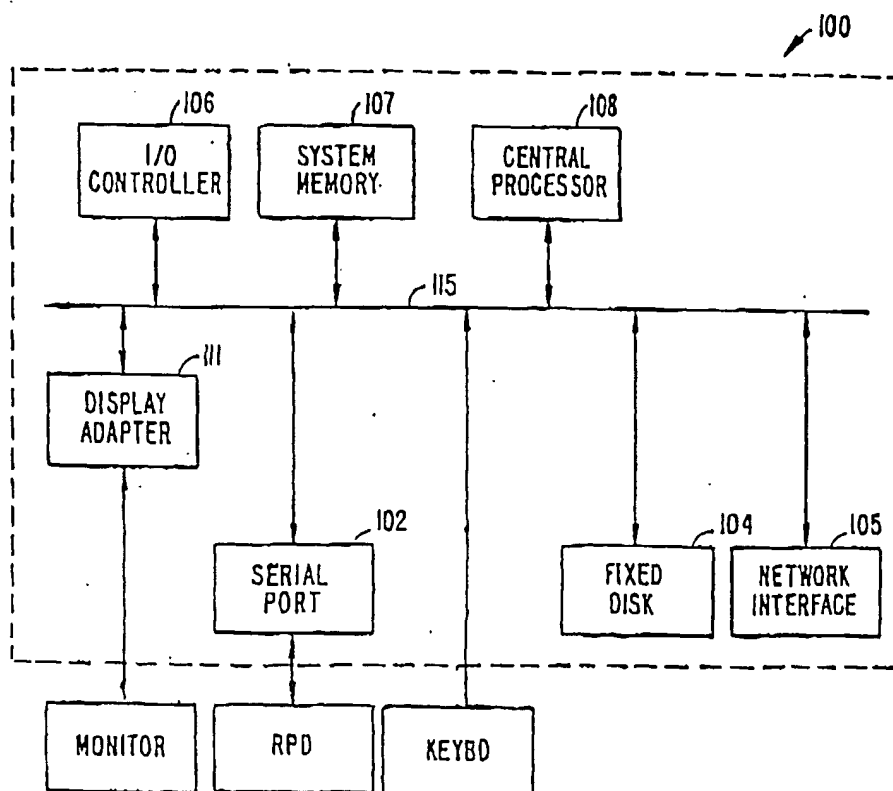 100
106
107
108
I/O
CONTROLLER
SYSTEM
MEMORY
CENTRAL
PROCESSOR
115
111
DISPLAY
ADAPTER
102
104
105
SERIAL
PORT
FIXED
DISK
NETWORK
INTERFACE
MONITOR
RPD
KEYBD